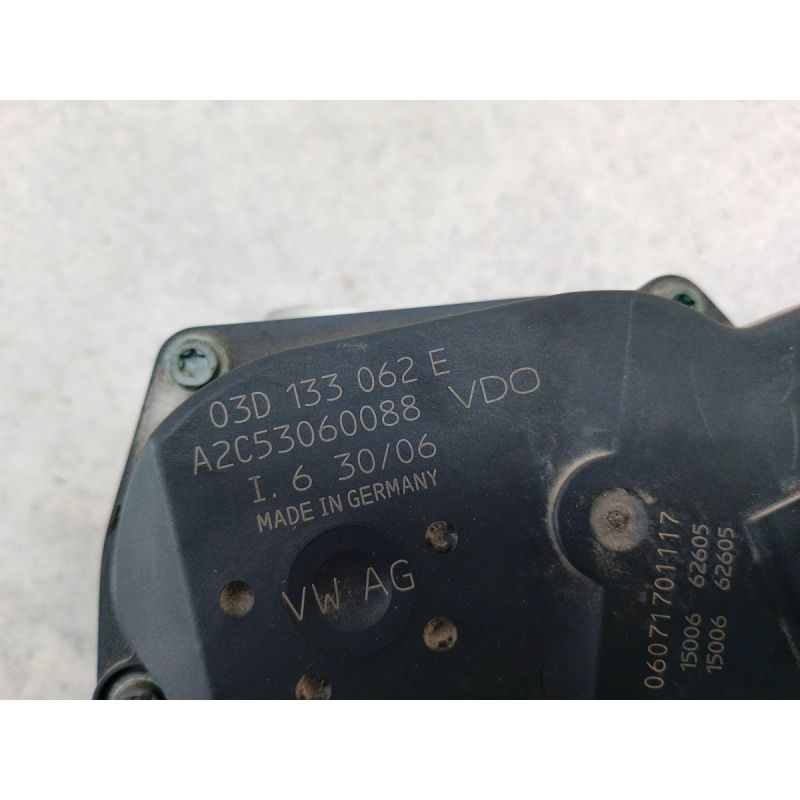 03D 133 062 E
A2C53060088 VDO
I. 6 30/06
MADE IN GERMANY
VW AG
06071701117
15006 62605
15006 62605